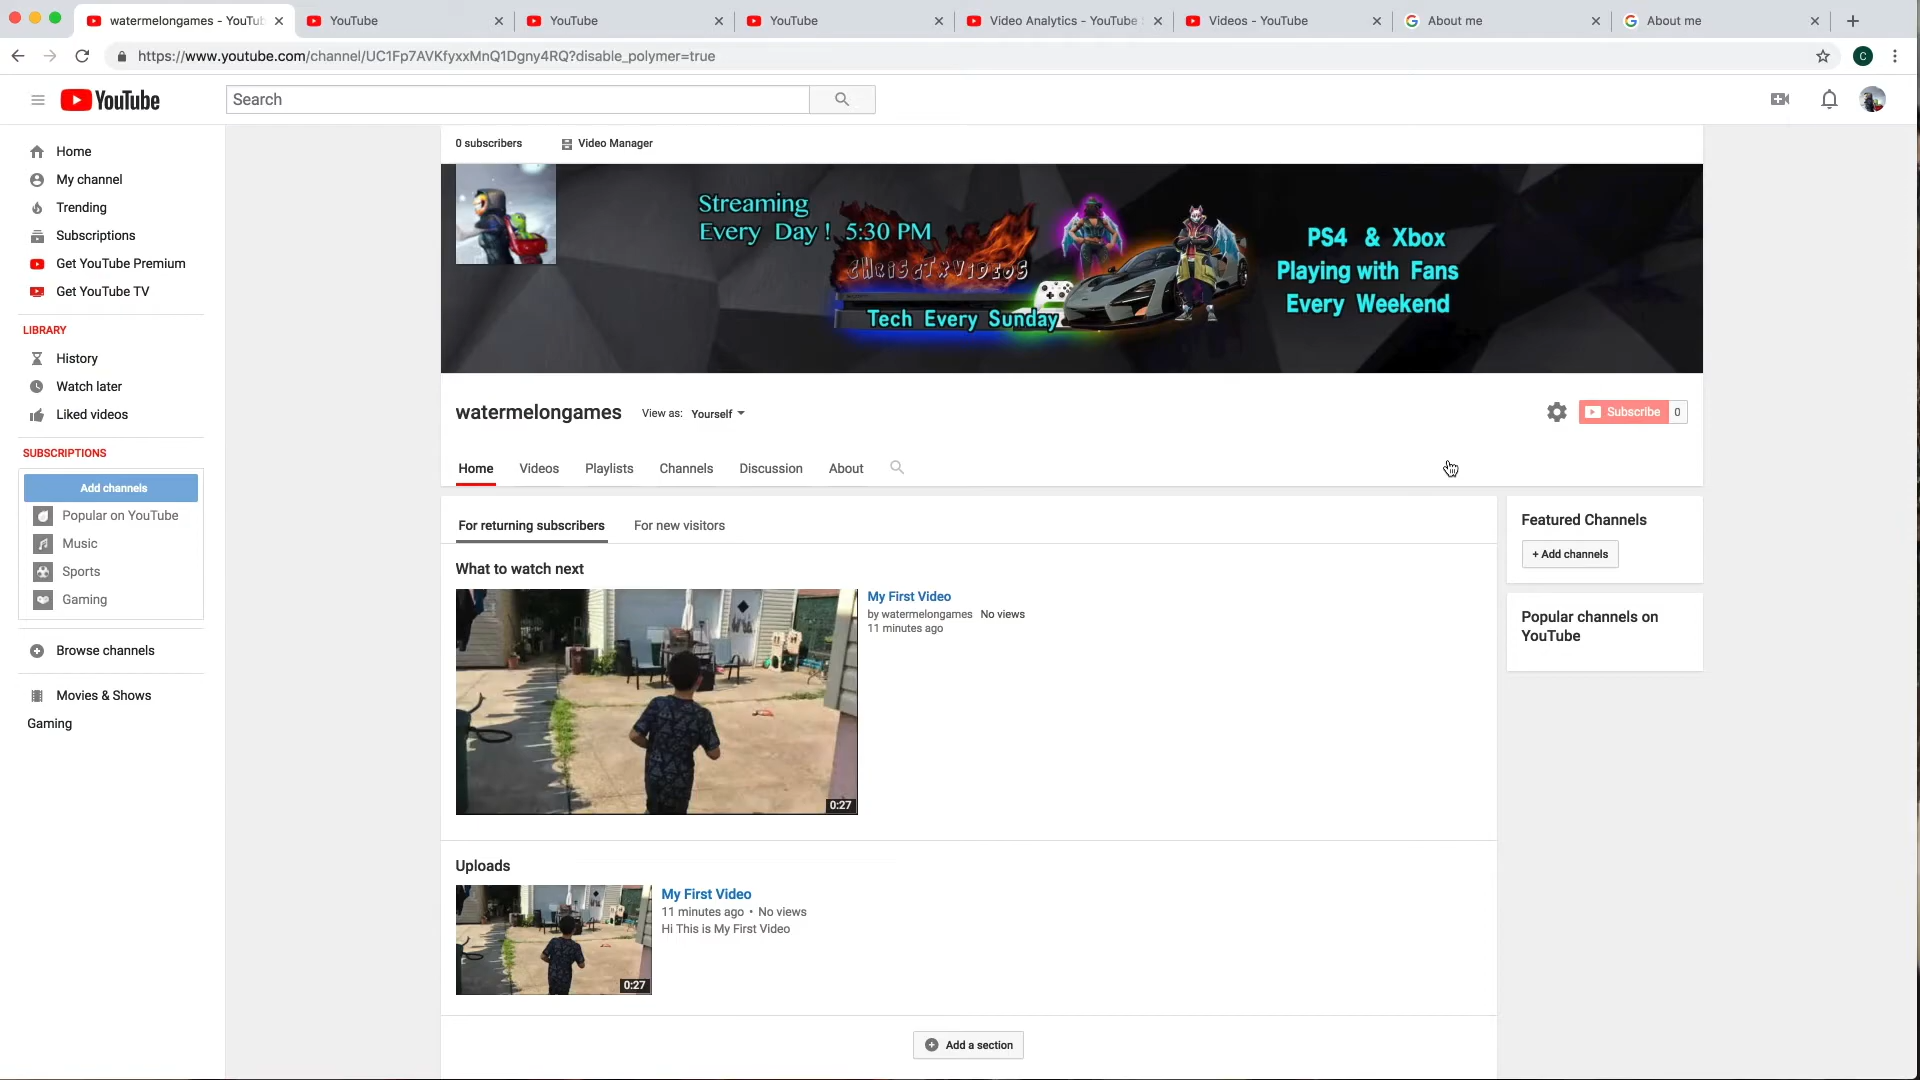 watermelongames - YouTub
YouTube
YouTube
YouTube
Video Analytics - YouTube
Videos - YouTube
About me
About me
https://www.youtube.com/channel/UC1Fp7AVKfyxxMnQ1Dgny4RQ?disable_polymer=true
C
YouTube
Search
Home
My channel
Trending
Subscriptions
Get YouTube Premium
Get YouTube TV
LIBRARY
History
Watch later
Liked videos
SUBSCRIPTIONS
Add channels
Popular on YouTube
Music
Sports
Gaming
Browse channels
Movies & Shows
Gaming
0 subscribers
Video Manager
Streaming
Every Day ! 5:30 PM
CHRISGTRVIDEOS
Tech Every Sunday
PS4 & Xbox
Playing with Fans
Every Weekend
watermelongames
View as: Yourself
Subscribe 0
Home
Videos
Playlists
Channels
Discussion
About
For returning subscribers
For new visitors
What to watch next
My First Video
by watermelongames No views
11 minutes ago
0:27
Uploads
My First Video
11 minutes ago • No views
Hi This is My First Video
0:27
Add a section
Featured Channels
+ Add channels
Popular channels on
YouTube